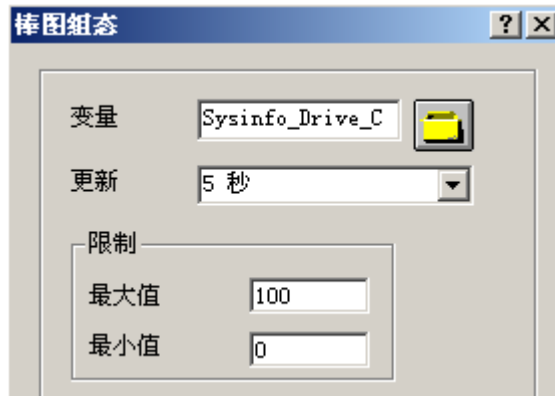 棒图组态
变量 Sysinfo_Drive_C
更新 5 秒
限制
最大值 100
最小值 0